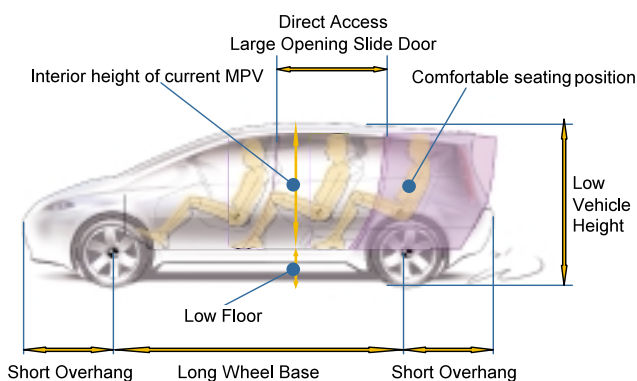 Direct Access
Large Opening Slide Door
Interior height of current MPV
Comfortable seating position
Low
Vehicle
Height
Low Floor
Short Overhang
Long Wheel Base
Short Overhang